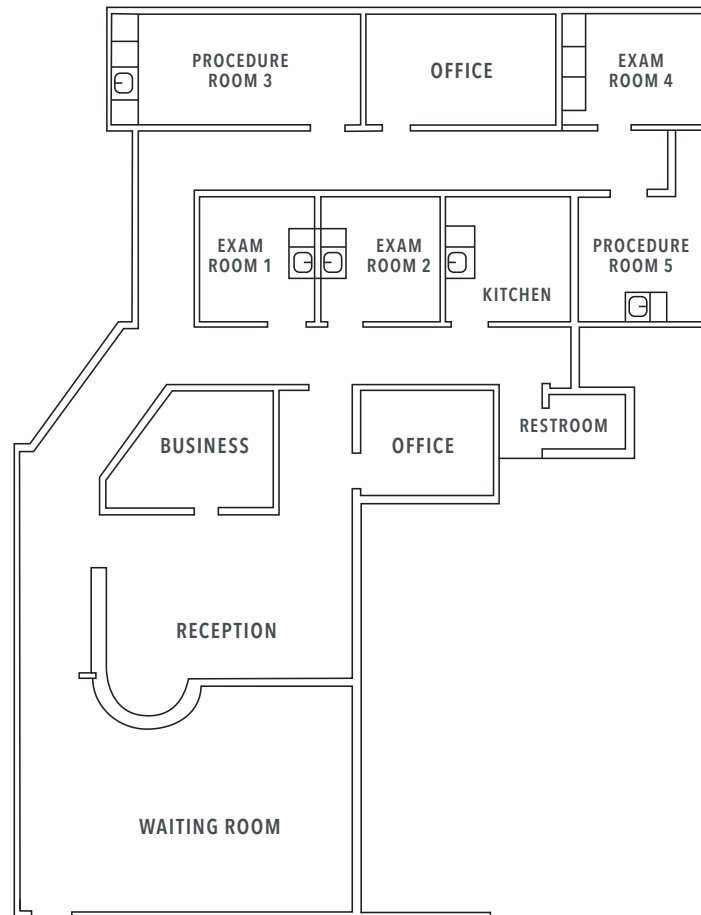 PROCEDURE
ROOM 3
OFFICE
EXAM
ROOM 4
EXAM
ROOM 1
EXAM
ROOM 2
KITCHEN
PROCEDURE
ROOM 5
BUSINESS
OFFICE
RESTROOM
RECEPTION
WAITING ROOM